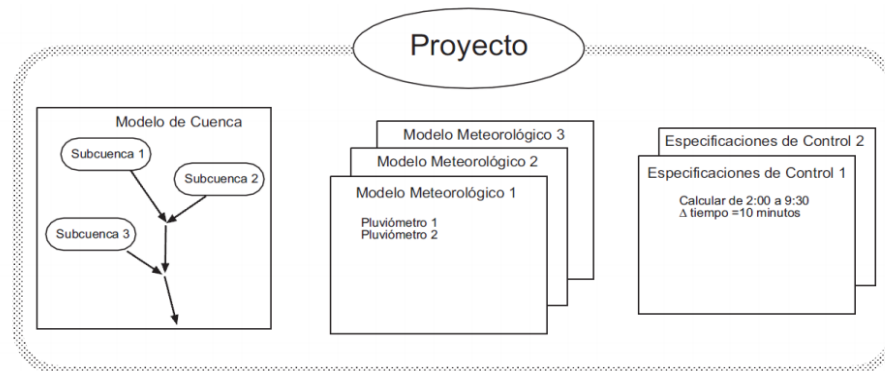 Proyecto
Modelo de Cuenca
Subcuenca 1
Subcuenca 2
Subcuenca 3
Modelo Meteorológico 3
Modelo Meteorológico 2
Modelo Meteorológico 1
Pluviómetro 1
Pluviómetro 2
Especificaciones de Control 2
Especificaciones de Control 1
Calcular de 2:00 a 9:30
Δ tiempo =10 minutos